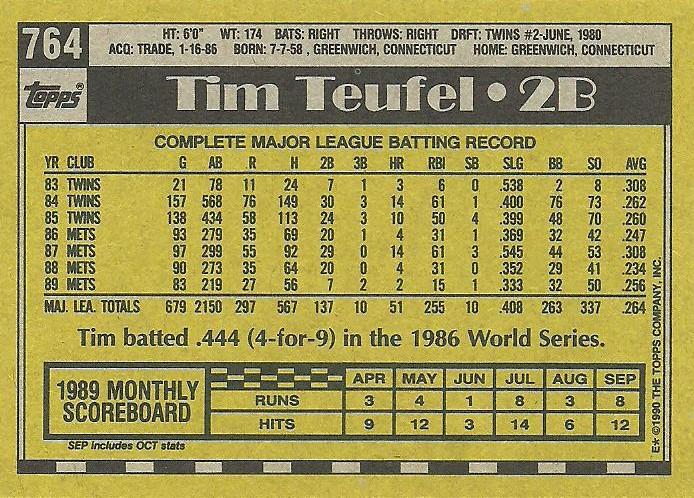 764
HT: 6'0" WT: 174 BATS: RIGHT THROWS: RIGHT DRFT: TWINS #2-JUNE, 1980
ACQ: TRADE, 1-16-86 BORN: 7-7-58 , GREENWICH, CONNECTICUT HOME: GREENWICH, CONNECTICUT
topps®
Tim Teufel • 2B
COMPLETE MAJOR LEAGUE BATTING RECORD
YR CLUB G AB R H 2B 3B HR RBI SB SLG BB SO AVG
83 TWINS 21 78 11 24 7 1 3 6 0 .538 2 8 .308
84 TWINS 157 568 76 149 30 3 14 61 1 .400 76 73 .262
85 TWINS 138 434 58 113 24 3 10 50 4 .399 48 70 .260
86 METS 93 279 35 69 20 1 4 31 1 .369 32 42 .247
87 METS 97 299 55 92 29 0 14 61 3 .545 44 53 .308
88 METS 90 273 35 64 20 0 4 31 0 .352 29 41 .234
89 METS 83 219 27 56 7 2 2 15 1 .333 32 50 .256
MAJ. LEA. TOTALS 679 2150 297 567 137 10 51 255 10 .408 263 337 .264
Tim batted .444 (4-for-9) in the 1986 World Series.
1989 MONTHLY
SCOREBOARD
APR MAY JUN JUL AUG SEP
RUNS 3 4 1 8 3 8
HITS 9 12 3 14 6 12
SEP includes OCT stats
E* ©1990 THE TOPPS COMPANY, INC.